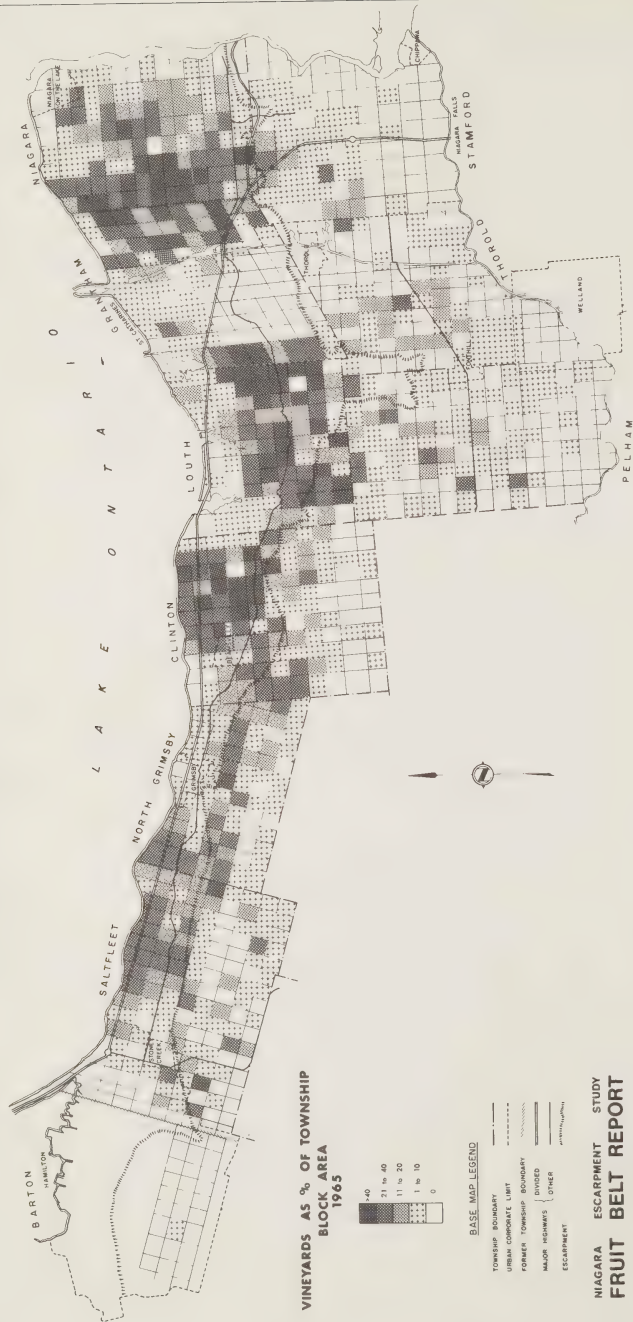 LAKE ONTARIO
BARTON
HAMILTON
SALTFLEET
STONEY CREEK
NORTH GRIMSBY
GRIMSBY
CLINTON
LOUTH
ST. CATHARINES
GRANTHAM
NIAGARA
NIAGARA
ON THE LAKE
THOROLD
FONTHILL
CHIPPAWA
NIAGARA FALLS
STAMFORD
THOROLD
WELLAND
PELHAM
N
VINEYARDS AS % OF TOWNSHIP
BLOCK AREA
1965
>40
21 to 40
11 to 20
1 to 10
0
BASE MAP LEGEND
TOWNSHIP BOUNDARY
URBAN CORPORATE LIMIT
FORMER TOWNSHIP BOUNDARY
MAJOR HIGHWAYS { DIVIDED
OTHER
ESCARPMENT
NIAGARA ESCARPMENT STUDY
FRUIT BELT REPORT